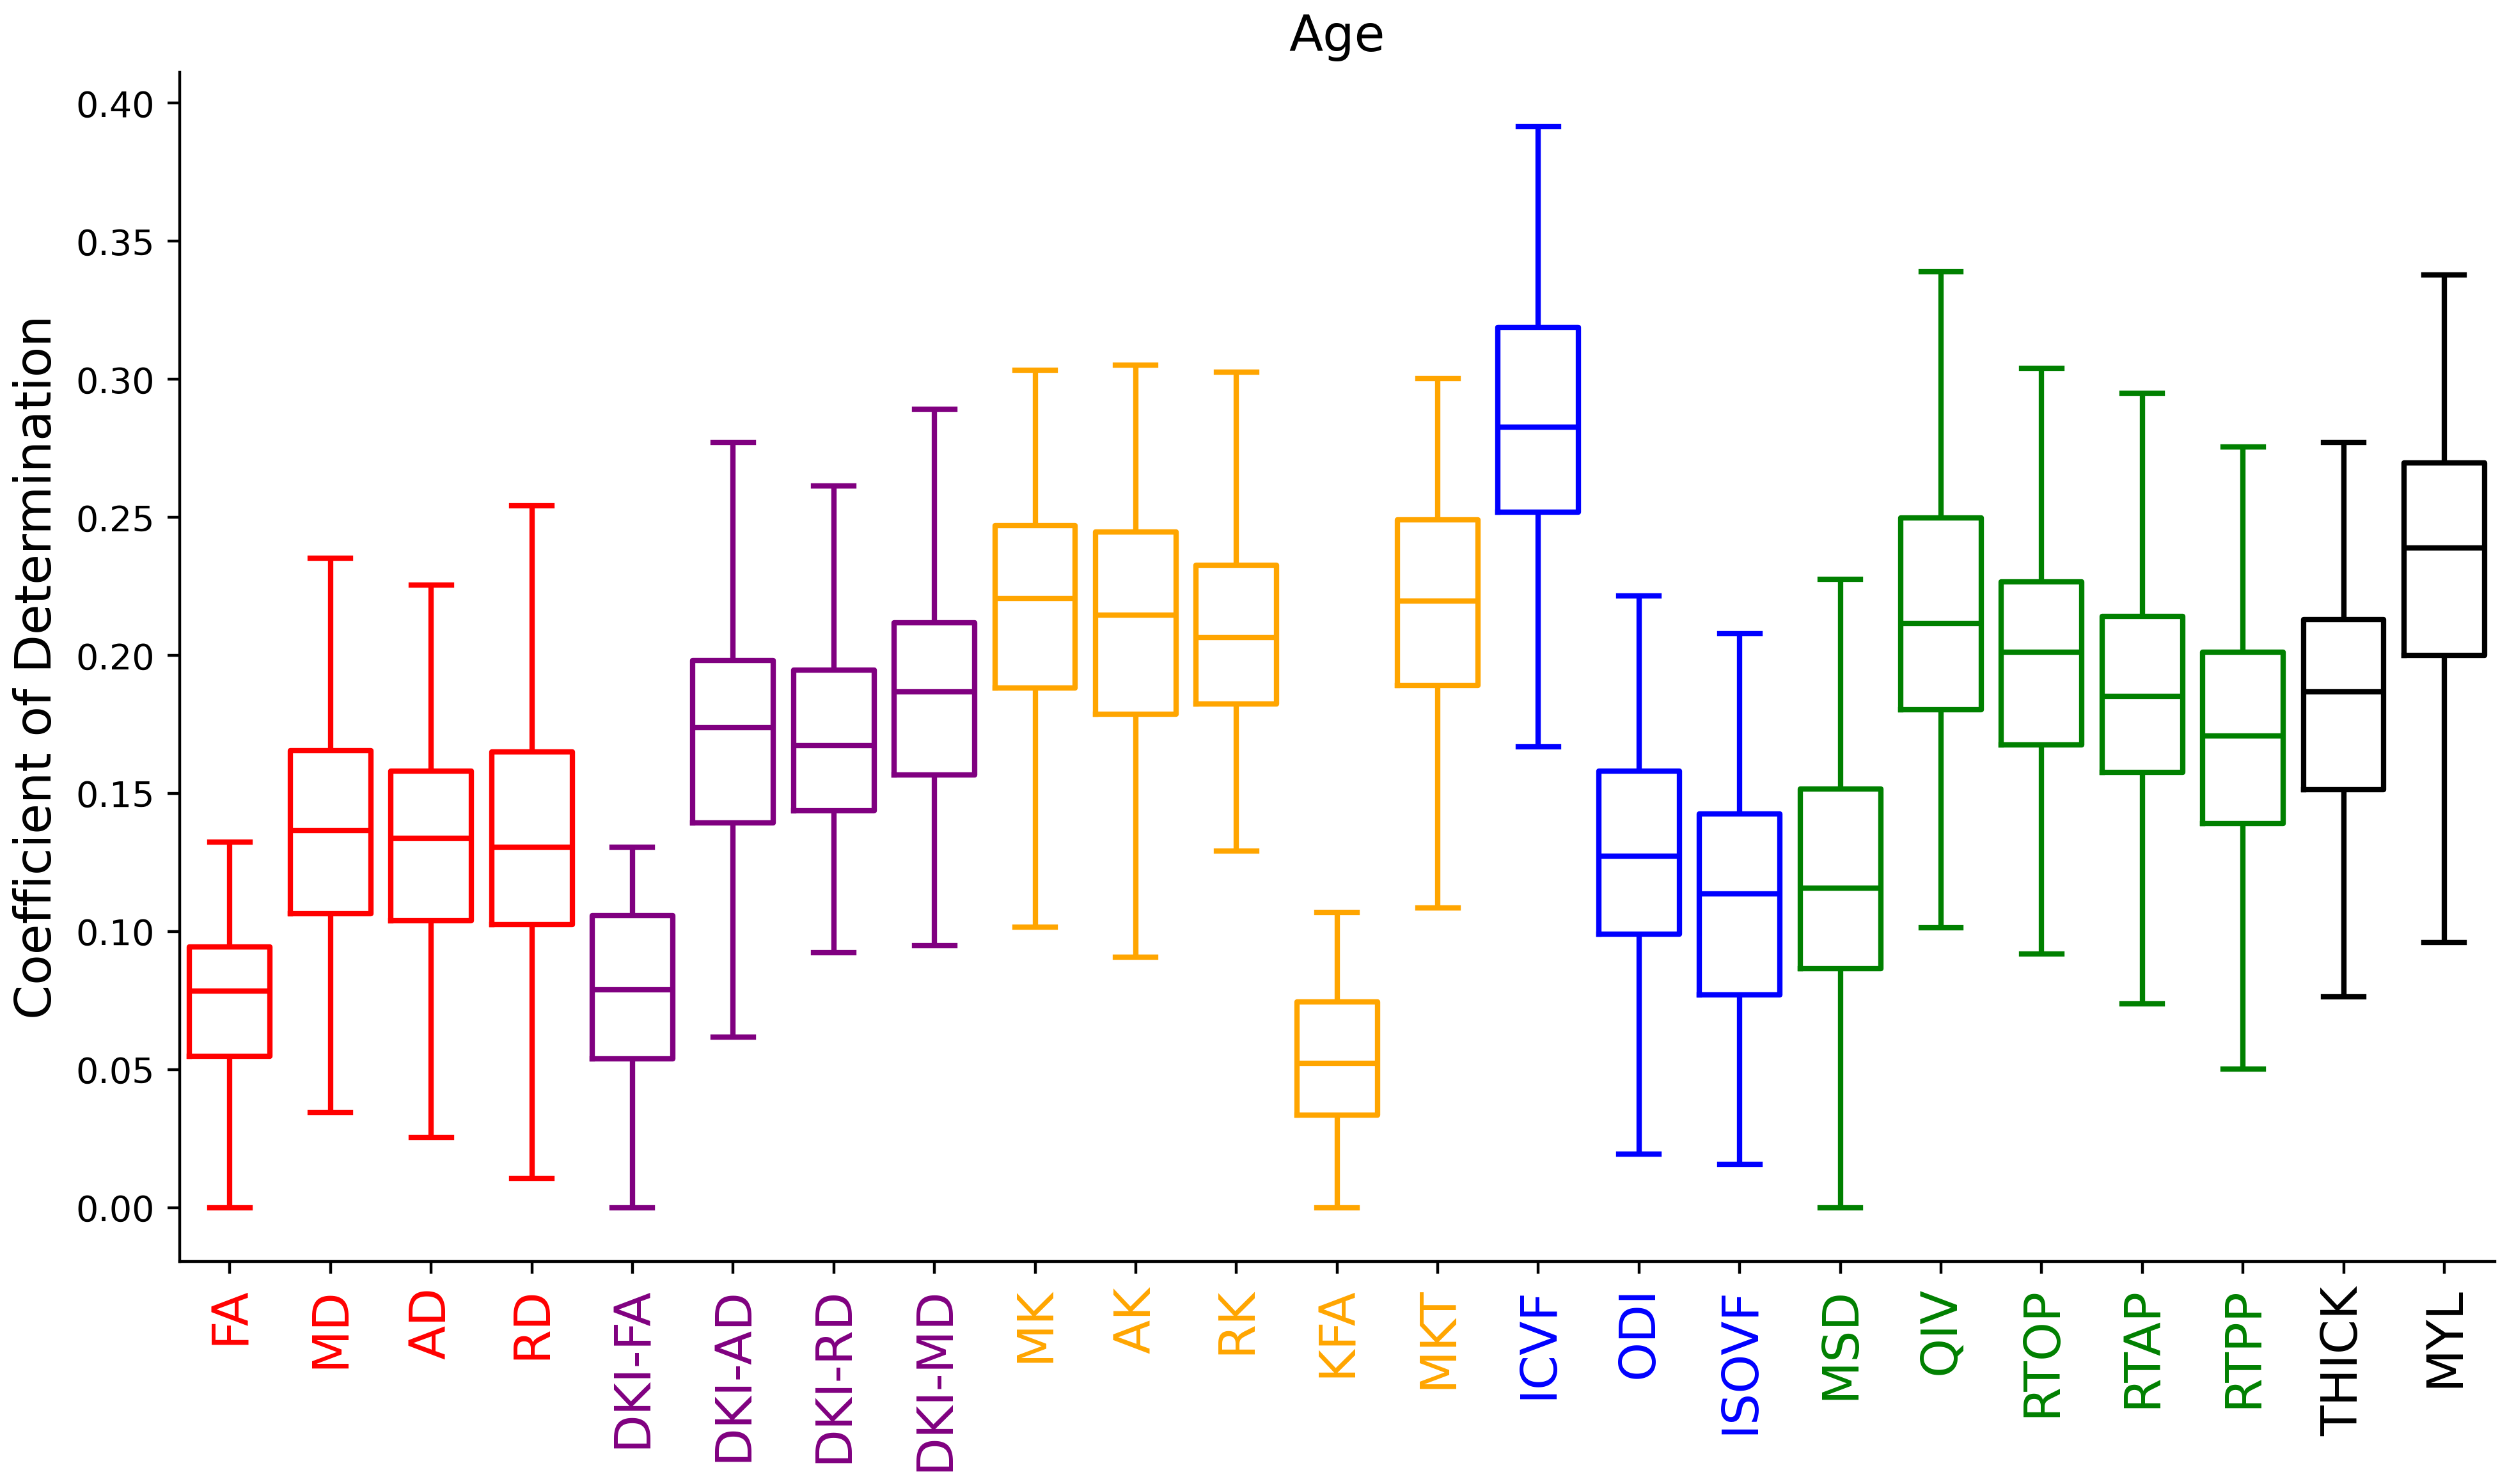 Age
Coefficient of Determination
0.40
0.35
0.30
0.25
0.20
0.15
0.10
0.05
0.00
FA
MD
AD
RD
DKI-FA
DKI-AD
DKI-RD
DKI-MD
MK
AK
RK
KFA
MKT
ICVF
ODI
ISOVF
MSD
QIV
RTOP
RTAP
RTPP
THICK
MYL